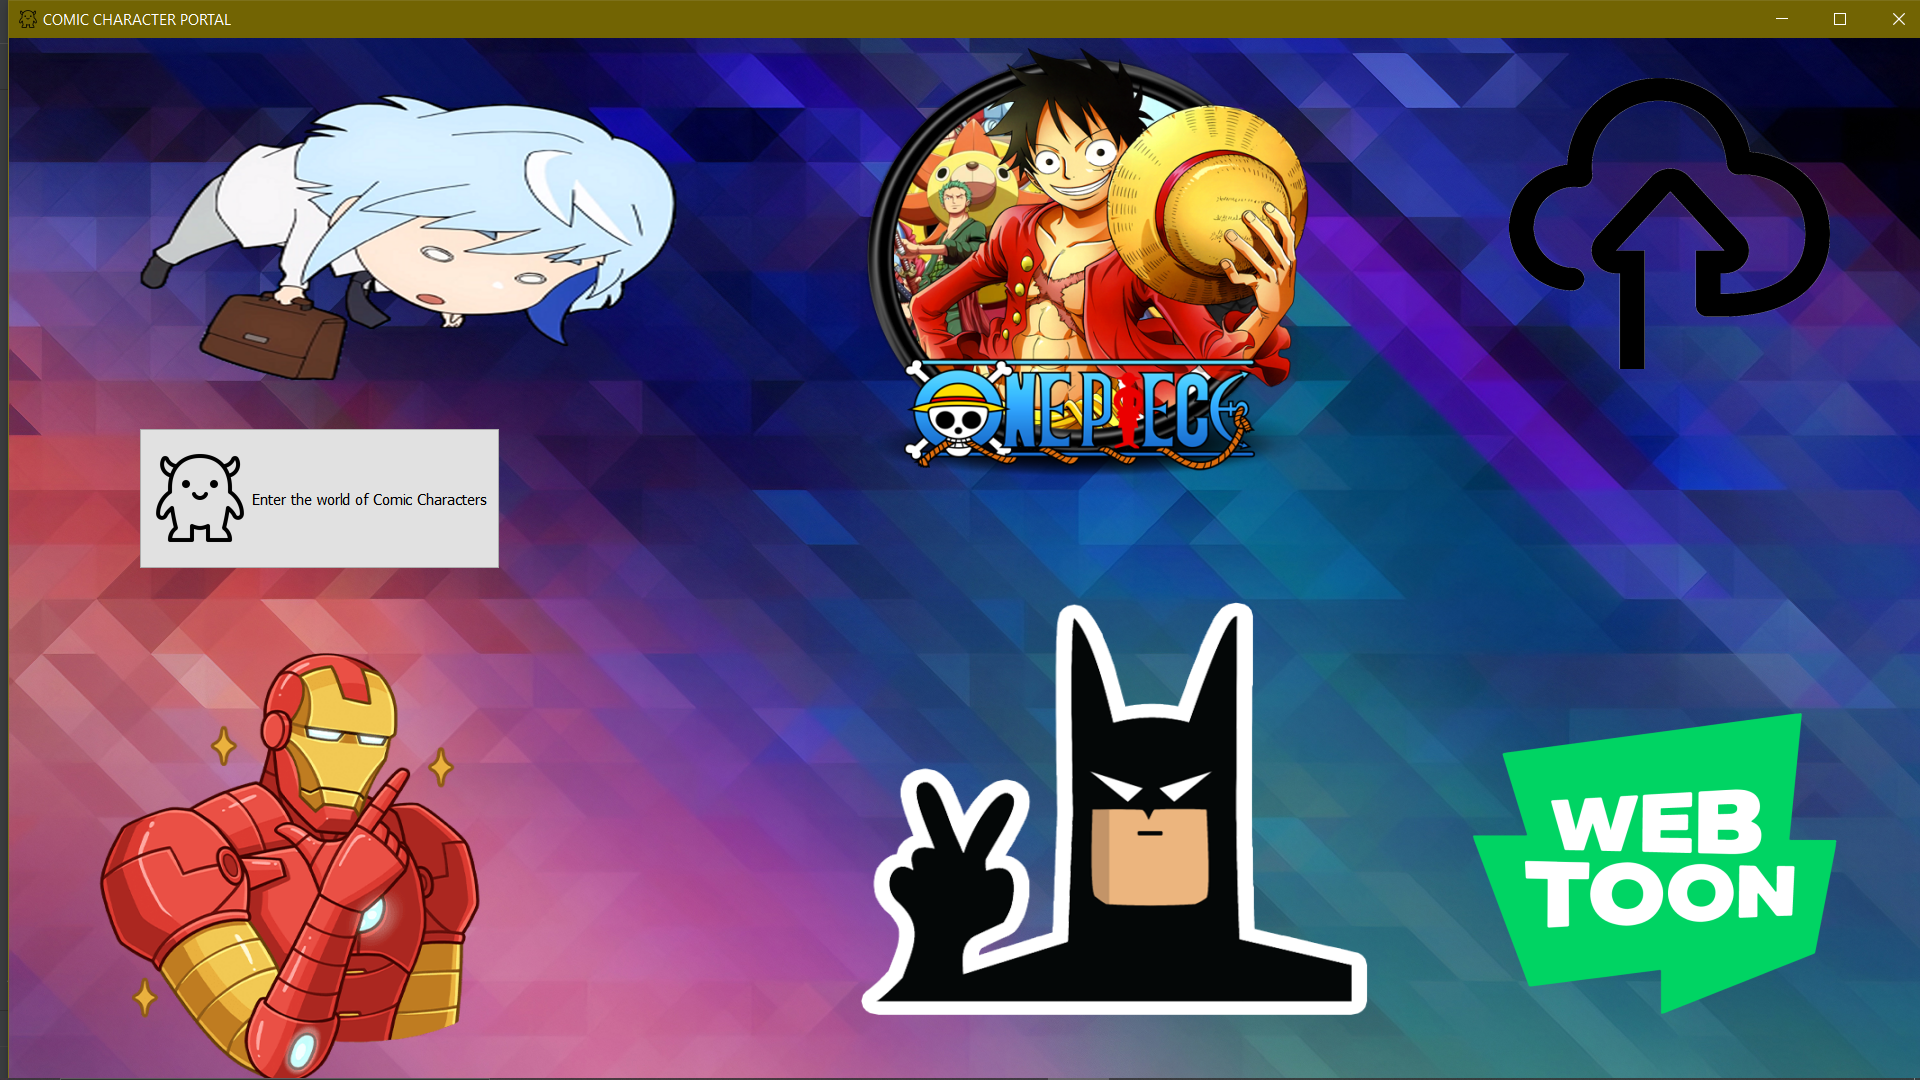 COMIC CHARACTER PORTAL
ONE PIECE
Enter the world of Comic Characters
WEB
TOON